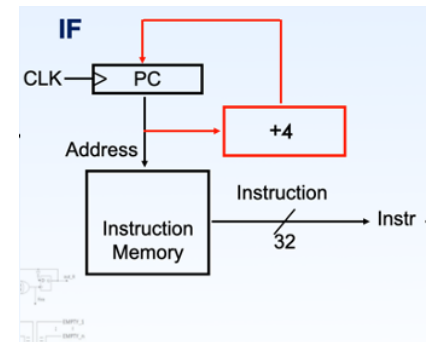 IF
CLK
PC
+4
Address
Instruction
Memory
Instruction
32
Instr